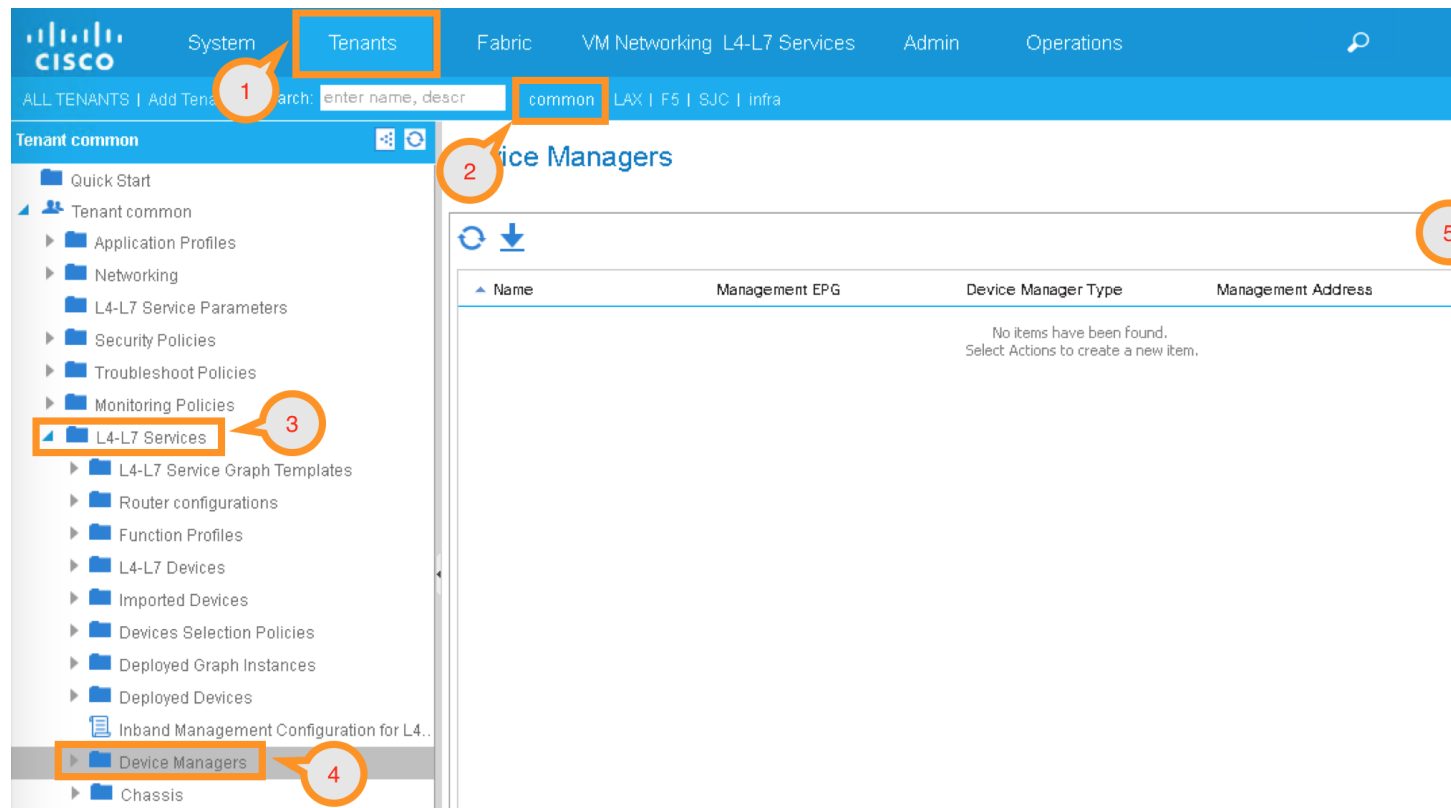 CISCO
System Tenants Fabric VM Networking L4-L7 Services Admin Operations
1
ALL TENANTS | Add Tena arch: enter name, descr common LAX | F5 | SJC | infra
Tenant common
2
ice Managers
Quick Start
Tenant common
Application Profiles
5
Networking
Name Management EPG Device Manager Type Management Address
L4-L7 Service Parameters
No items have been found.
Security Policies
Select Actions to create a new item.
Troubleshoot Policies
Monitoring Policies
3
L4-L7 Services
L4-L7 Service Graph Templates
Router configurations
Function Profiles
L4-L7 Devices
Imported Devices
Devices Selection Policies
Deployed Graph Instances
Deployed Devices
Inband Management Configuration for L4..
Device Managers
4
Chassis